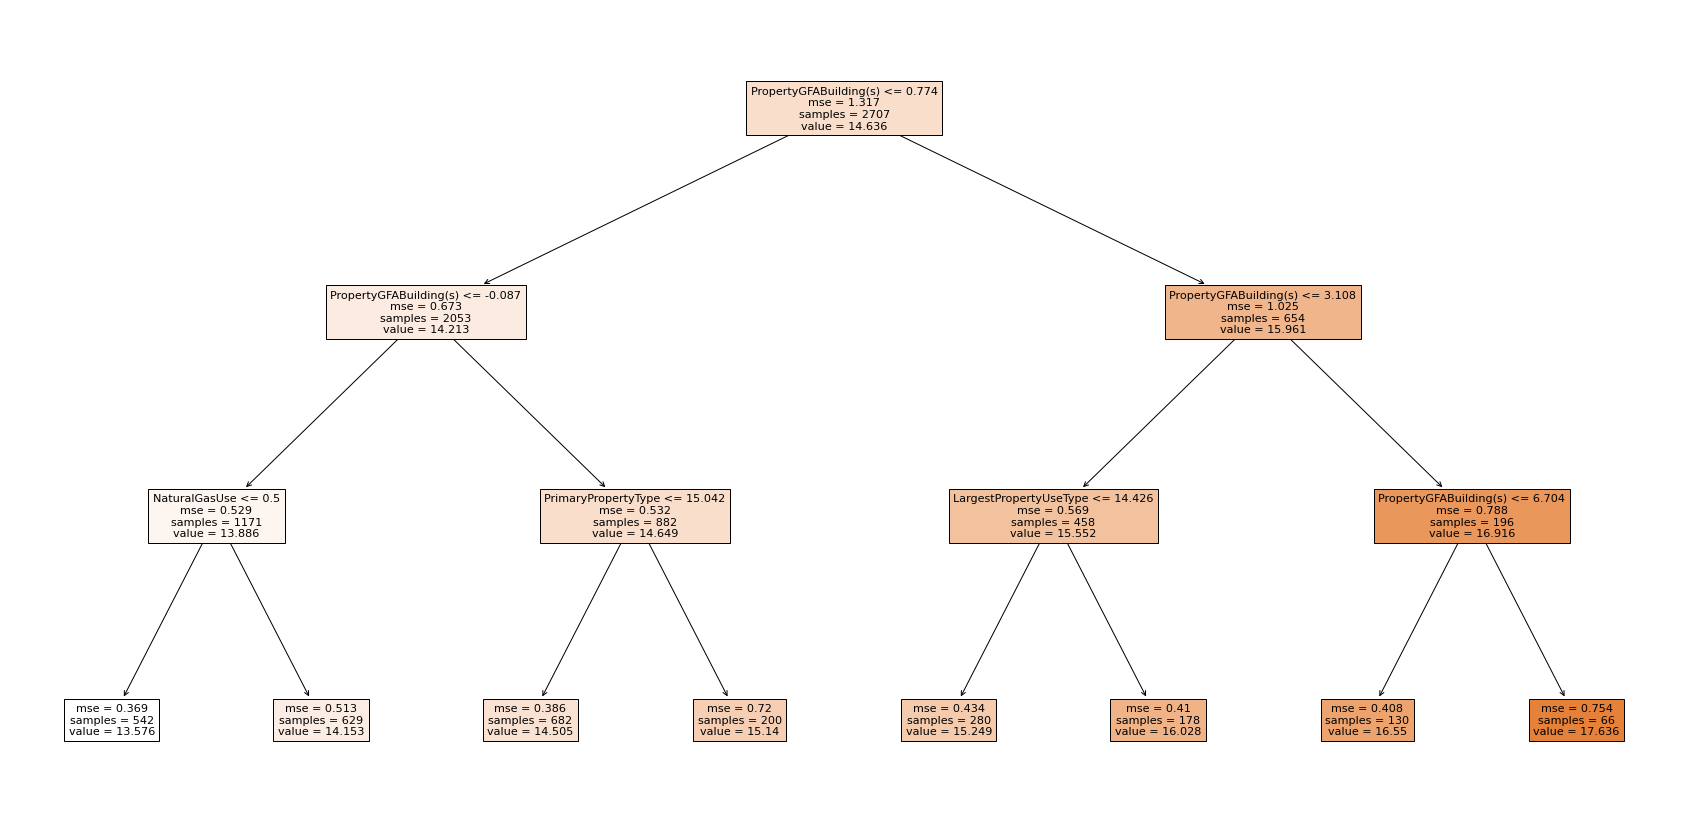 PropertyGFABuilding(s) <= 0.774
mse = 1.317
samples = 2707
value = 14.636
PropertyGFABuilding(s) <= -0.087
mse = 0.673
samples = 2053
value = 14.213
PropertyGFABuilding(s) <= 3.108
mse = 1.025
samples = 654
value = 15.961
NaturalGasUse <= 0.5
mse = 0.529
samples = 1171
value = 13.886
PrimaryPropertyType <= 15.042
mse = 0.532
samples = 882
value = 14.649
LargestPropertyUseType <= 14.426
mse = 0.569
samples = 458
value = 15.552
PropertyGFABuilding(s) <= 6.704
mse = 0.788
samples = 196
value = 16.916
mse = 0.369
samples = 542
value = 13.576
mse = 0.513
samples = 629
value = 14.153
mse = 0.386
samples = 682
value = 14.505
mse = 0.72
samples = 200
value = 15.14
mse = 0.434
samples = 280
value = 15.249
mse = 0.41
samples = 178
value = 16.028
mse = 0.408
samples = 130
value = 16.55
mse = 0.754
samples = 66
value = 17.636